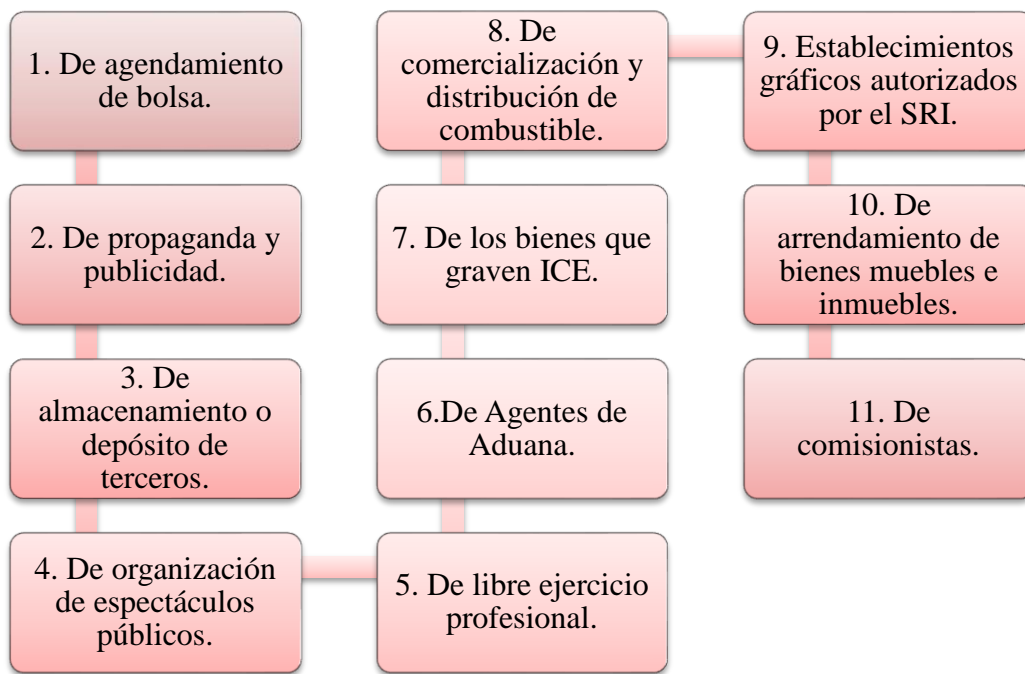 1. De agendamiento
de bolsa.
2. De propaganda y
publicidad.
3. De
almacenamiento o
depósito de
terceros.
4. De organización
de espectáculos
públicos.
5. De libre ejercicio
profesional.
6.De Agentes de
Aduana.
7. De los bienes que
graven ICE.
8. De
comercialización y
distribución de
combustible.
9. Establecimientos
gráficos autorizados
por el SRI.
10. De
arrendamiento de
bienes muebles e
inmuebles.
11. De
comisionistas.